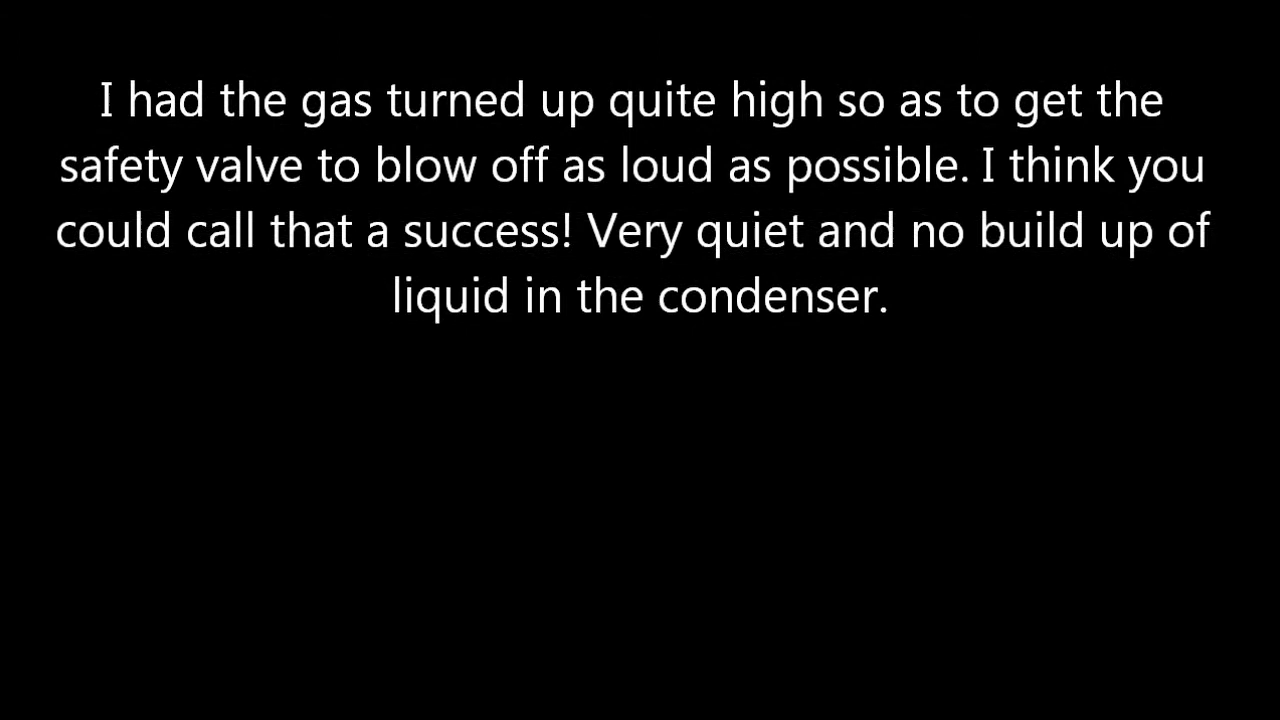 I had the gas turned up quite high so as to get the
safety valve to blow off as loud as possible. I think you
could call that a success! Very quiet and no build up of
liquid in the condenser.